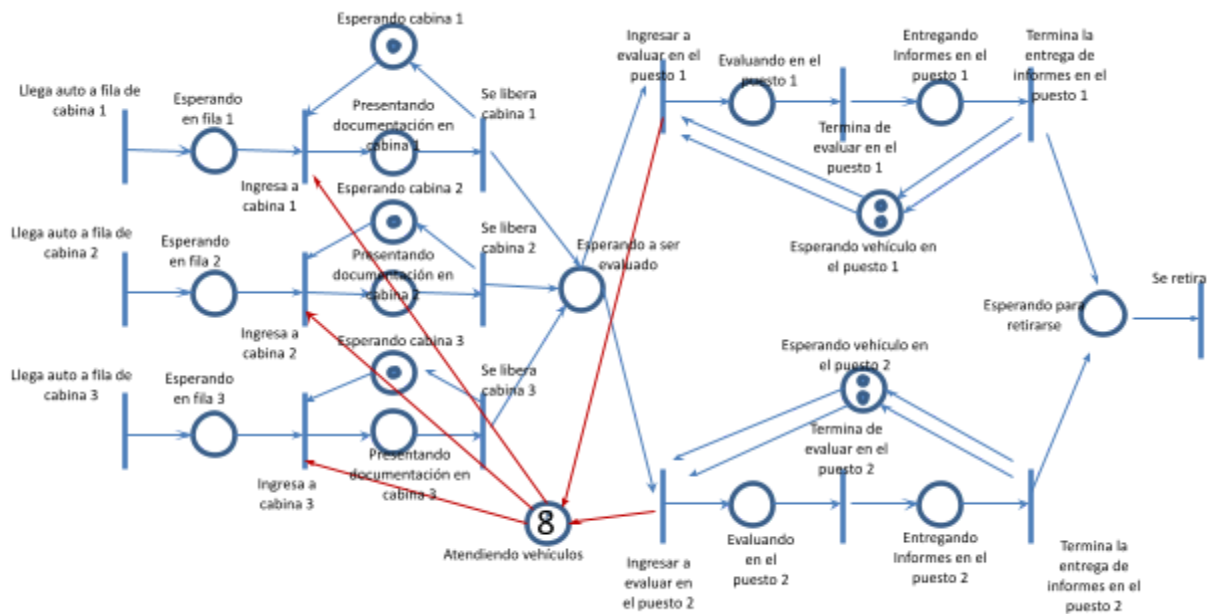 Esperando cabina 1
Llega auto a fila de
cabina 1
Esperando
en fila 1
Presentando
documentación en
cabina 1
Se libera
cabina 1
Ingresa a
cabina 1
Esperando cabina 2
Llega auto a fila de
cabina 2
Esperando
en fila 2
Presentando
documentación en
cabina 2
Se libera
cabina 2
Ingresa a
cabina 2
Esperando cabina 3
Llega auto a fila de
cabina 3
Esperando
en fila 3
Se libera
cabina 3
Presentando
documentación en
cabina 3
Ingresa a
cabina 3
8
Atendiendo vehículos
Esperando a ser
evaluado
Ingresar a
evaluar en el
puesto 1
Evaluando en el
puesto 1
Termina de
evaluar en el
puesto 1
Entregando
Informes en el
puesto 1
Termina la
entrega de
informes en el
puesto 1
Esperando vehículo en
el puesto 1
Esperando para
retirarse
Se retira
Esperando vehículo en
el puesto 2
Termina de
evaluar en el
puesto 2
Ingresar a
evaluar en
el puesto 2
Evaluando
en el
puesto 2
Entregando
Informes en el
puesto 2
Termina la
entrega de
informes en el
puesto 2